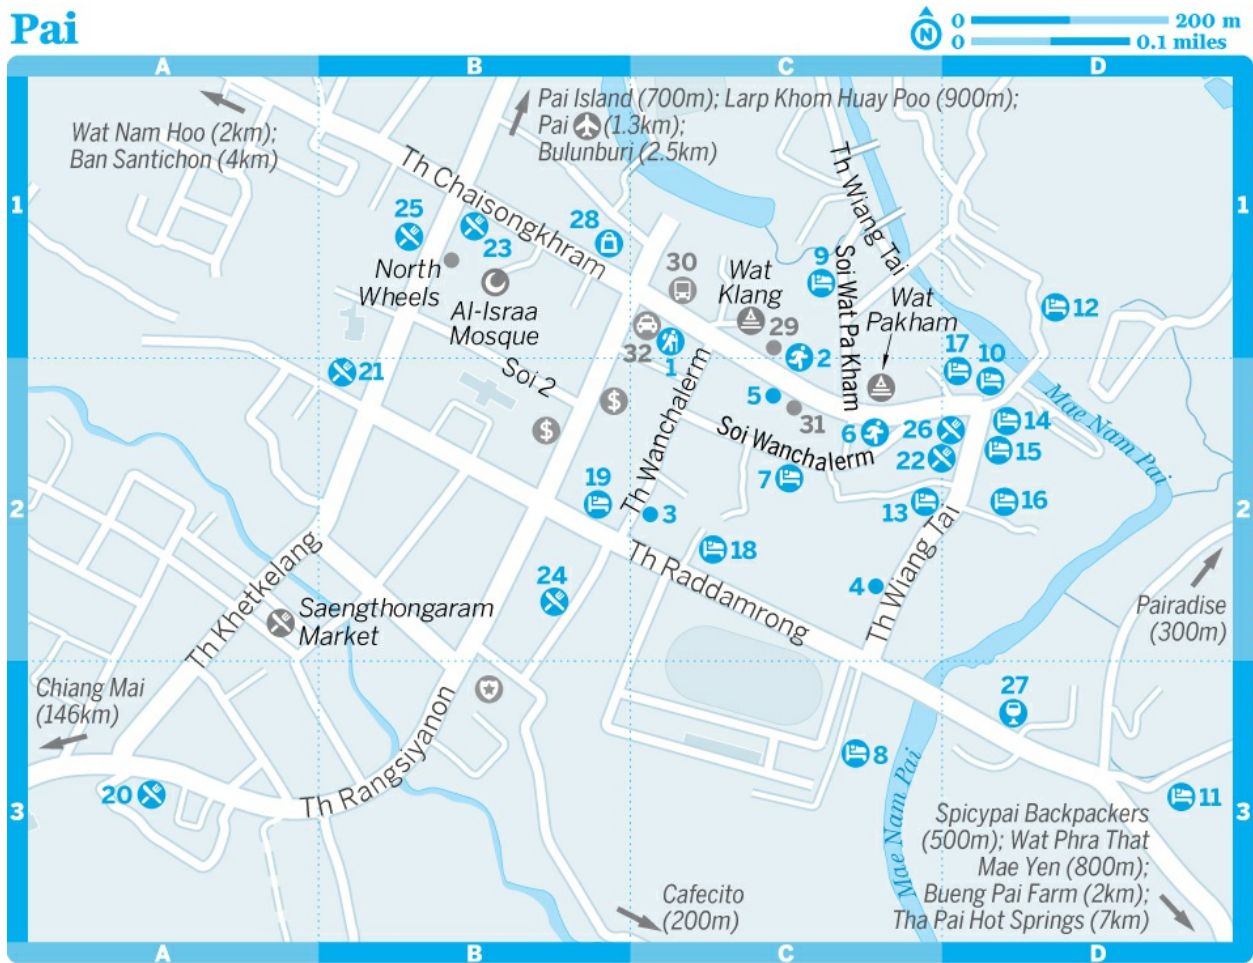 Pai
N
0 200 m
0 0.1 miles
A B C D
Pai Island (700m); Larp Khom Huay Poo (900m);
Pai (1.3km);
Bulunburi (2.5km)
Wat Nam Hoo (2km);
Ban Santichon (4km)
Th Chaisongkhram
Th Wiang Tai
1 1
25
23
28
North
Wheels
Al-Israa
Mosque
30
Wat
Klang
9
Soi Wat Pa Kham
Wat
Pakham
12
29
32
1
2
17
10
21
Soi 2
$
$
5
31
Th Wanchalerm
Soi Wanchalerm
6
26
22
14
15
Mae Nam Pai
19
3
7
13
16
2 2
18
Th Raddamrong
24
4
Th Wiang Tai
Th Khetkelang
Saengthongaram
Market
Pairadise
(300m)
Chiang Mai
(146km)
Th Rangsiyanon
27
8
Mae Nam Pai
20
11
3 3
Spicypai Backpackers
(500m); Wat Phra That
Mae Yen (800m);
Bueng Pai Farm (2km);
Tha Pai Hot Springs (7km)
Cafecito
(200m)
A B C D